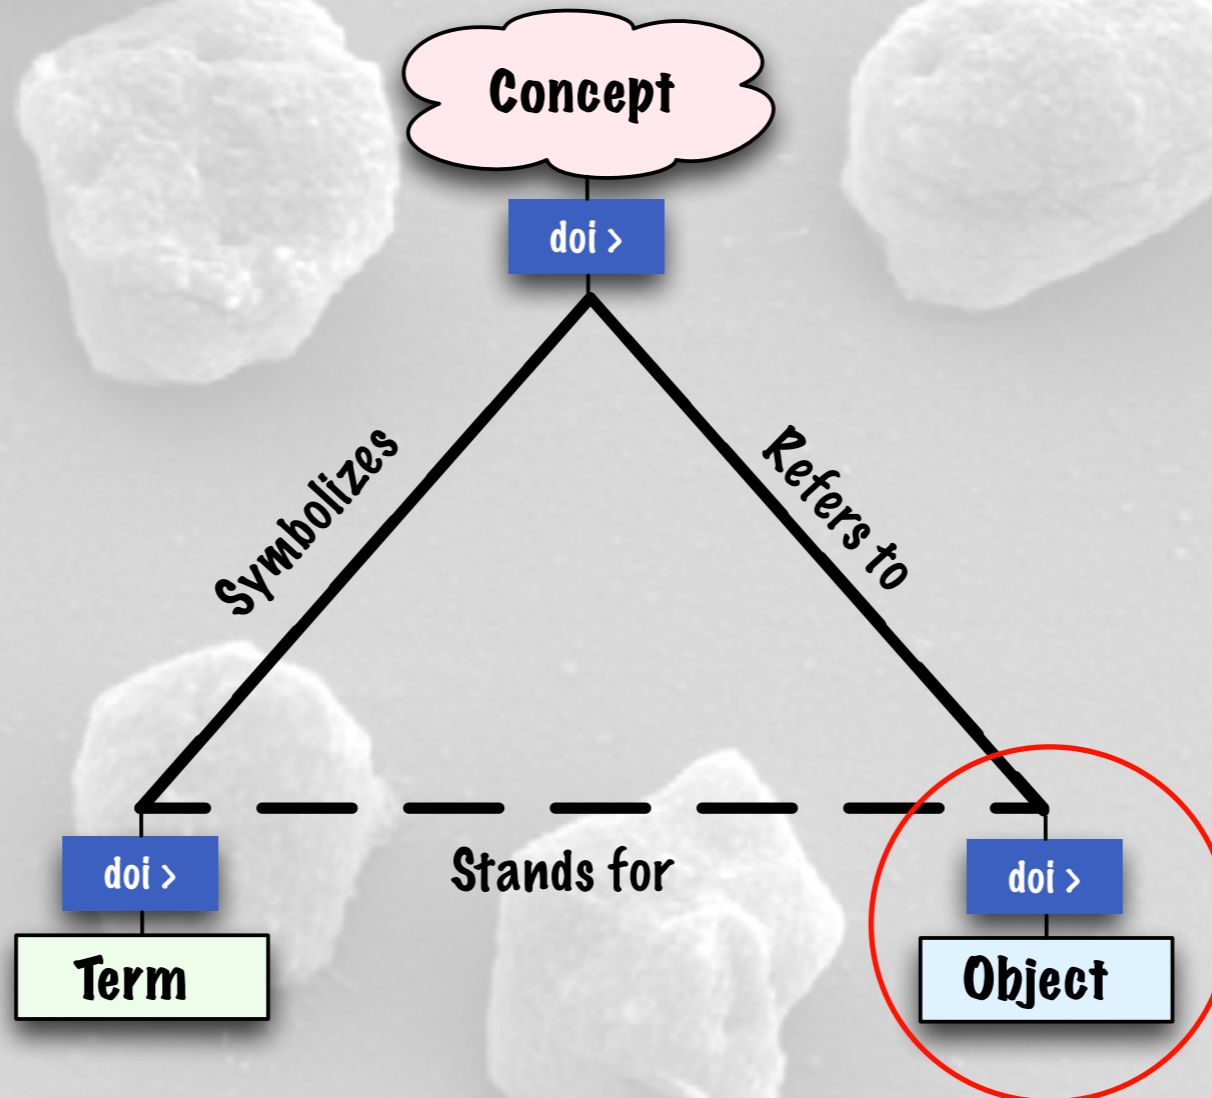 Concept
doi >
Symbolizes
Refers to
Stands for
doi >
doi >
Term
Object